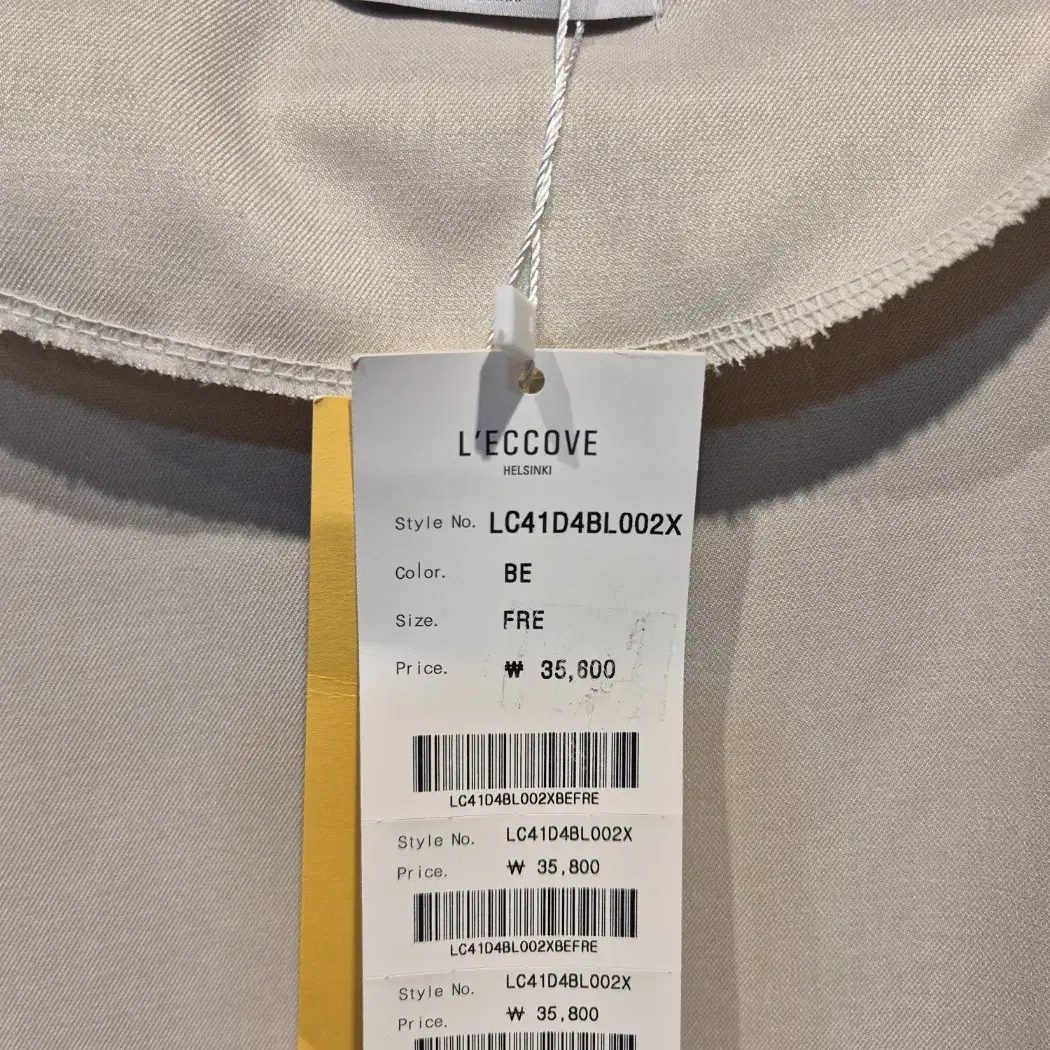 L'ECCOVE
HELSINKI
Style No. LC41D4BL002X
Color. BE
Size. FRE
Price. ₩ 35,800
LC41D4BL002XBEFRE
Style No. LC41D4BL002X
Price. ₩ 35,800
LC41D4BL002XBEFRE
Style No. LC41D4BL002X
Price. ₩ 35,800